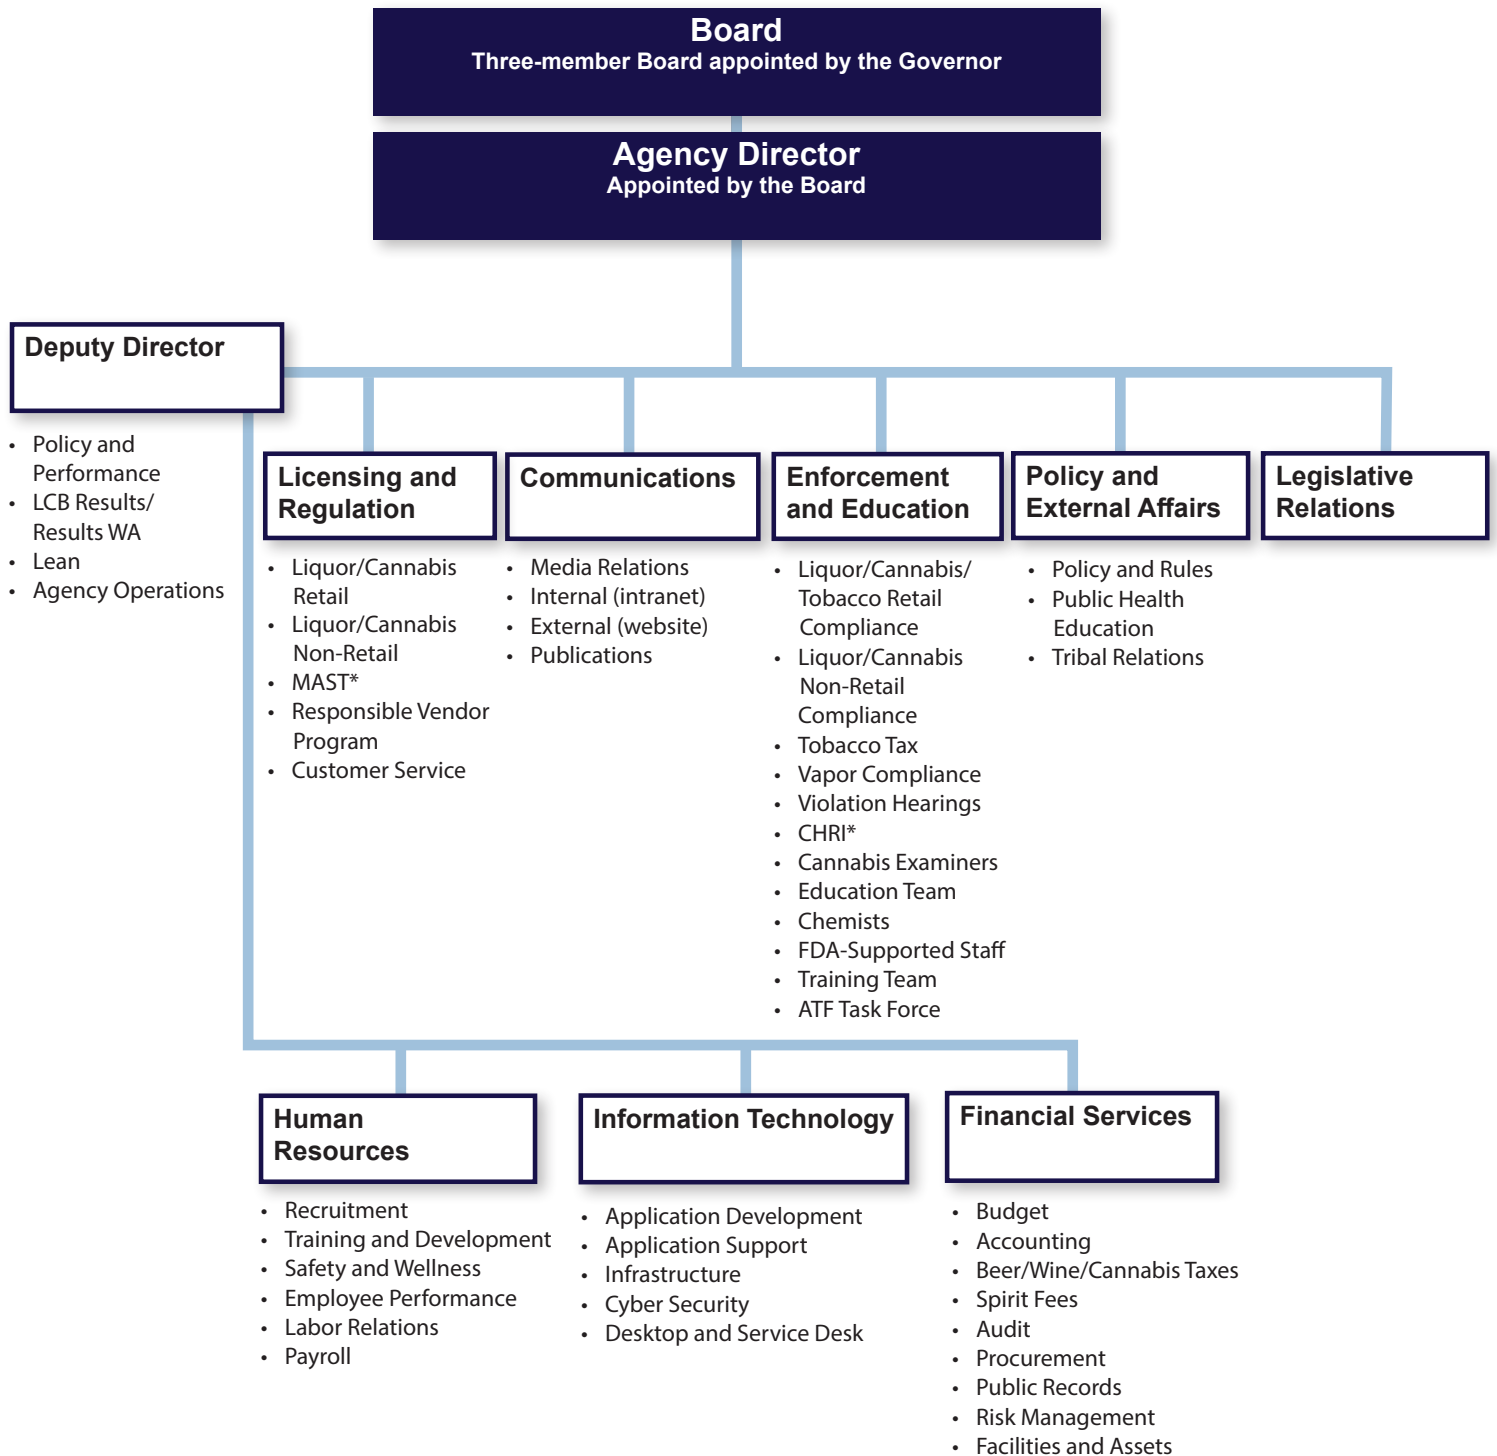 Board
Three-member Board appointed by the Governor
Agency Director
Appointed by the Board
Deputy Director
• Policy and
Performance
• LCB Results/
Results WA
• Lean
• Agency Operations
Licensing and
Regulation
• Liquor/Cannabis
Retail
• Liquor/Cannabis
Non-Retail
• MAST*
• Responsible Vendor
Program
• Customer Service
Communications
• Media Relations
• Internal (intranet)
• External (website)
• Publications
Enforcement
and Education
• Liquor/Cannabis/
Tobacco Retail
Compliance
• Liquor/Cannabis
Non-Retail
Compliance
• Tobacco Tax
• Vapor Compliance
• Violation Hearings
• CHRI*
• Cannabis Examiners
• Education Team
• Chemists
• FDA-Supported Staff
• Training Team
• ATF Task Force
Policy and
External Affairs
• Policy and Rules
• Public Health
Education
• Tribal Relations
Legislative
Relations
Human
Resources
• Recruitment
• Training and Development
• Safety and Wellness
• Employee Performance
• Labor Relations
• Payroll
Information Technology
• Application Development
• Application Support
• Infrastructure
• Cyber Security
• Desktop and Service Desk
Financial Services
• Budget
• Accounting
• Beer/Wine/Cannabis Taxes
• Spirit Fees
• Audit
• Procurement
• Public Records
• Risk Management
• Facilities and Assets